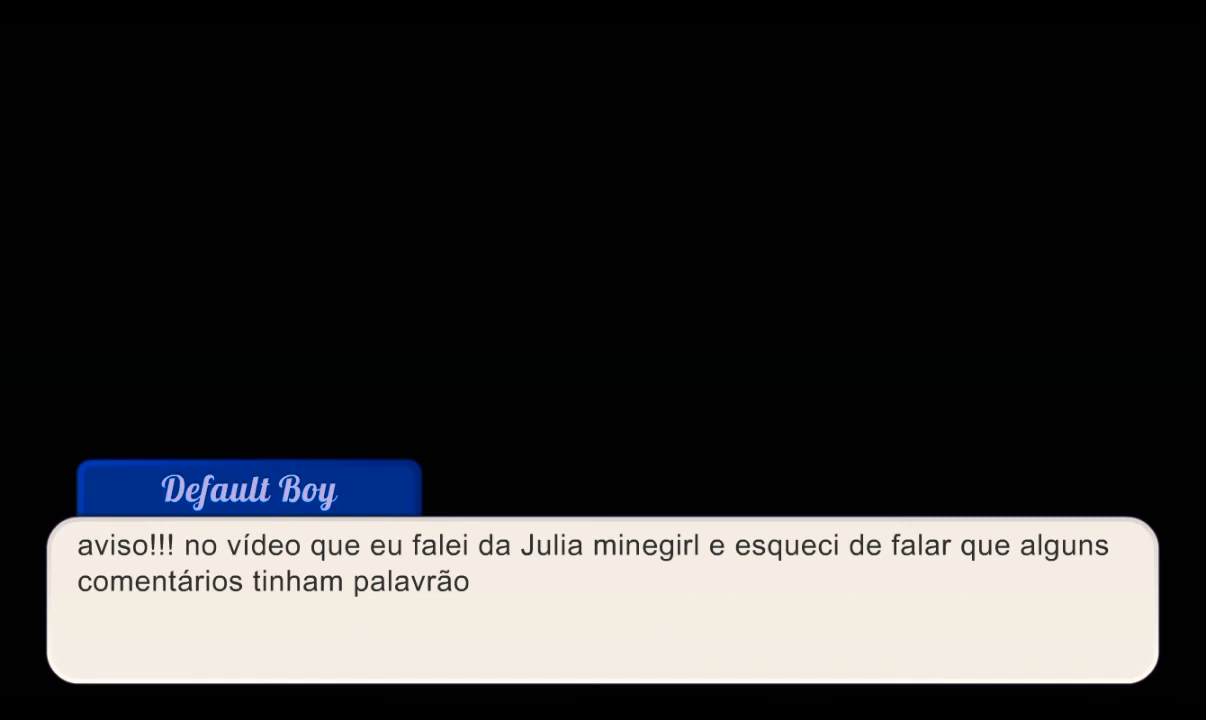 Default Boy
aviso!!! no vídeo que eu falei da Julia minegirl e esqueci de falar que alguns
comentários tinham palavrão